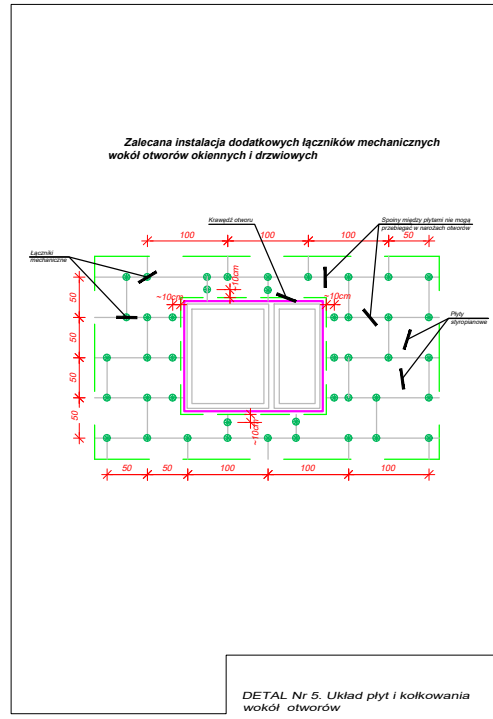 Zalecana instalacja dodatkowych łączników mechanicznych
wokół otworów okiennych i drzwiowych
Krawędź otworu
Spoiny między płytami nie mogą
przebiegać w narożach otworów
100
100
100
50
Łączniki
mechaniczne
~10cm
~10cm
~10cm
Płyty
styropianowe
50
50
50
50
~10cm
50
50
100
100
100
DETAL Nr 5. Układ płyt i kołkowania
wokół otworów